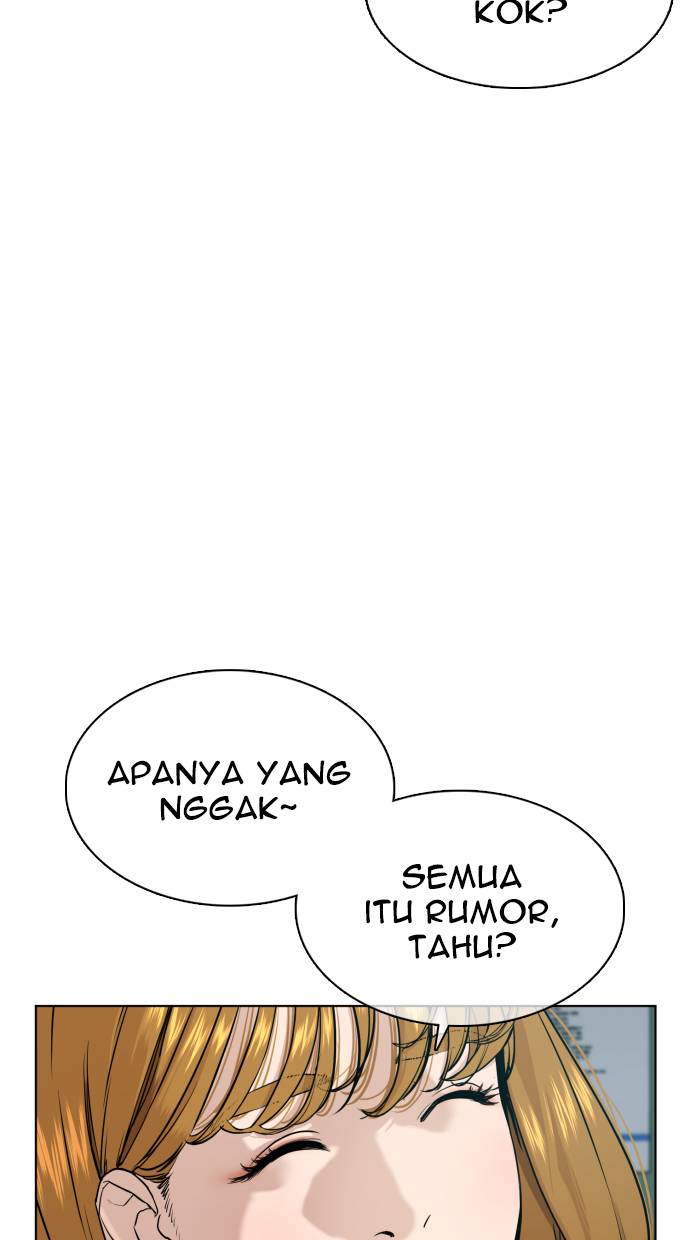 KOK?
APANYA YANG
NGGAK~
SEMUA
ITU RUMOR,
TAHU?